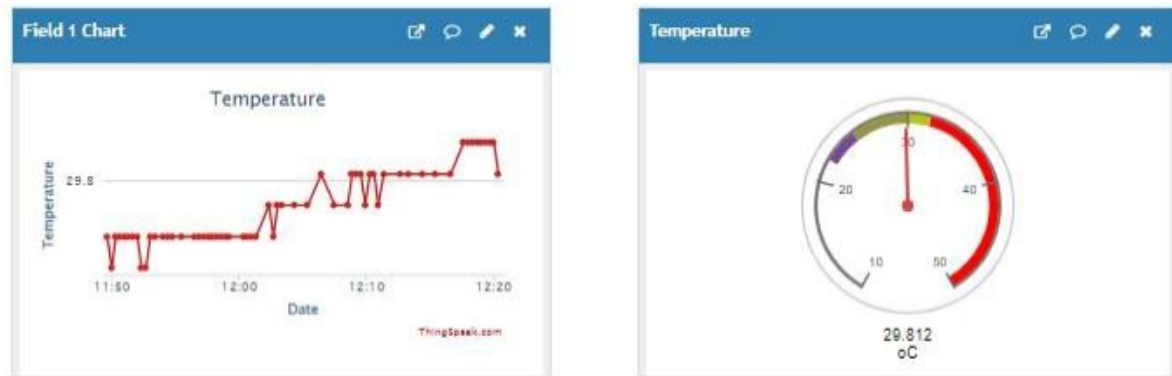 Field 1 Chart
Temperature
29.8
Temperature
11:50 12:00 12:10 12:20
Date
ThingSpeak.com
Temperature
10 20 30 40 50
29.812
oC